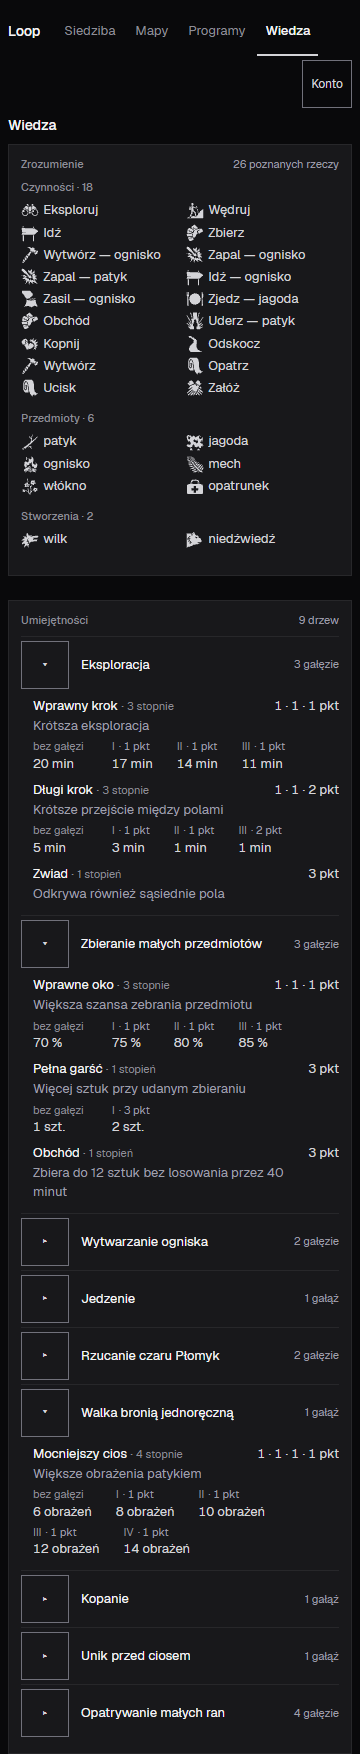 Loop Siedziba Mapy Programy Wiedza
Konto
Wiedza
Zrozumienie 26 poznanych rzeczy
Czynności · 18
Eksploruj Wędruj
Idź Zbierz
Wytwórz — ognisko Zapal — ognisko
Zapal — patyk Idź — ognisko
Zasil — ognisko Zjedz — jagoda
Obchód Uderz — patyk
Kopnij Odskocz
Wytwórz Opatrz
Ucisk Załóż
Przedmioty · 6
patyk jagoda
ognisko mech
włókno opatrunek
Stworzenia · 2
wilk niedźwiedź
Umiejętności 9 drzew
Eksploracja 3 gałęzie
Wprawny krok · 3 stopnie 1 · 1 · 1 pkt
Krótsza eksploracja
bez gałęzi I · 1 pkt II · 1 pkt III · 1 pkt
20 min 17 min 14 min 11 min
Długi krok · 3 stopnie 1 · 1 · 2 pkt
Krótsze przejście między polami
bez gałęzi I · 1 pkt II · 1 pkt III · 2 pkt
5 min 3 min 1 min 1 min
Zwiad · 1 stopień 3 pkt
Odkrywa również sąsiednie pola
Zbieranie małych przedmiotów 3 gałęzie
Wprawne oko · 3 stopnie 1 · 1 · 1 pkt
Większa szansa zebrania przedmiotu
bez gałęzi I · 1 pkt II · 1 pkt III · 1 pkt
70 % 75 % 80 % 85 %
Pełna garść · 1 stopień 3 pkt
Więcej sztuk przy udanym zbieraniu
bez gałęzi I · 3 pkt
1 szt. 2 szt.
Obchód · 1 stopień 3 pkt
Zbiera do 12 sztuk bez losowania przez 40
minut
Wytwarzanie ogniska 2 gałęzie
Jedzenie 1 gałąź
Rzucanie czaru Płomyk 2 gałęzie
Walka bronią jednoręczną 1 gałąź
Mocniejszy cios · 4 stopnie 1 · 1 · 1 · 1 pkt
Większe obrażenia patykiem
bez gałęzi I · 1 pkt II · 1 pkt
6 obrażeń 8 obrażeń 10 obrażeń
III · 1 pkt IV · 1 pkt
12 obrażeń 14 obrażeń
Kopanie 1 gałąź
Unik przed ciosem 1 gałąź
Opatrywanie małych ran 4 gałęzie